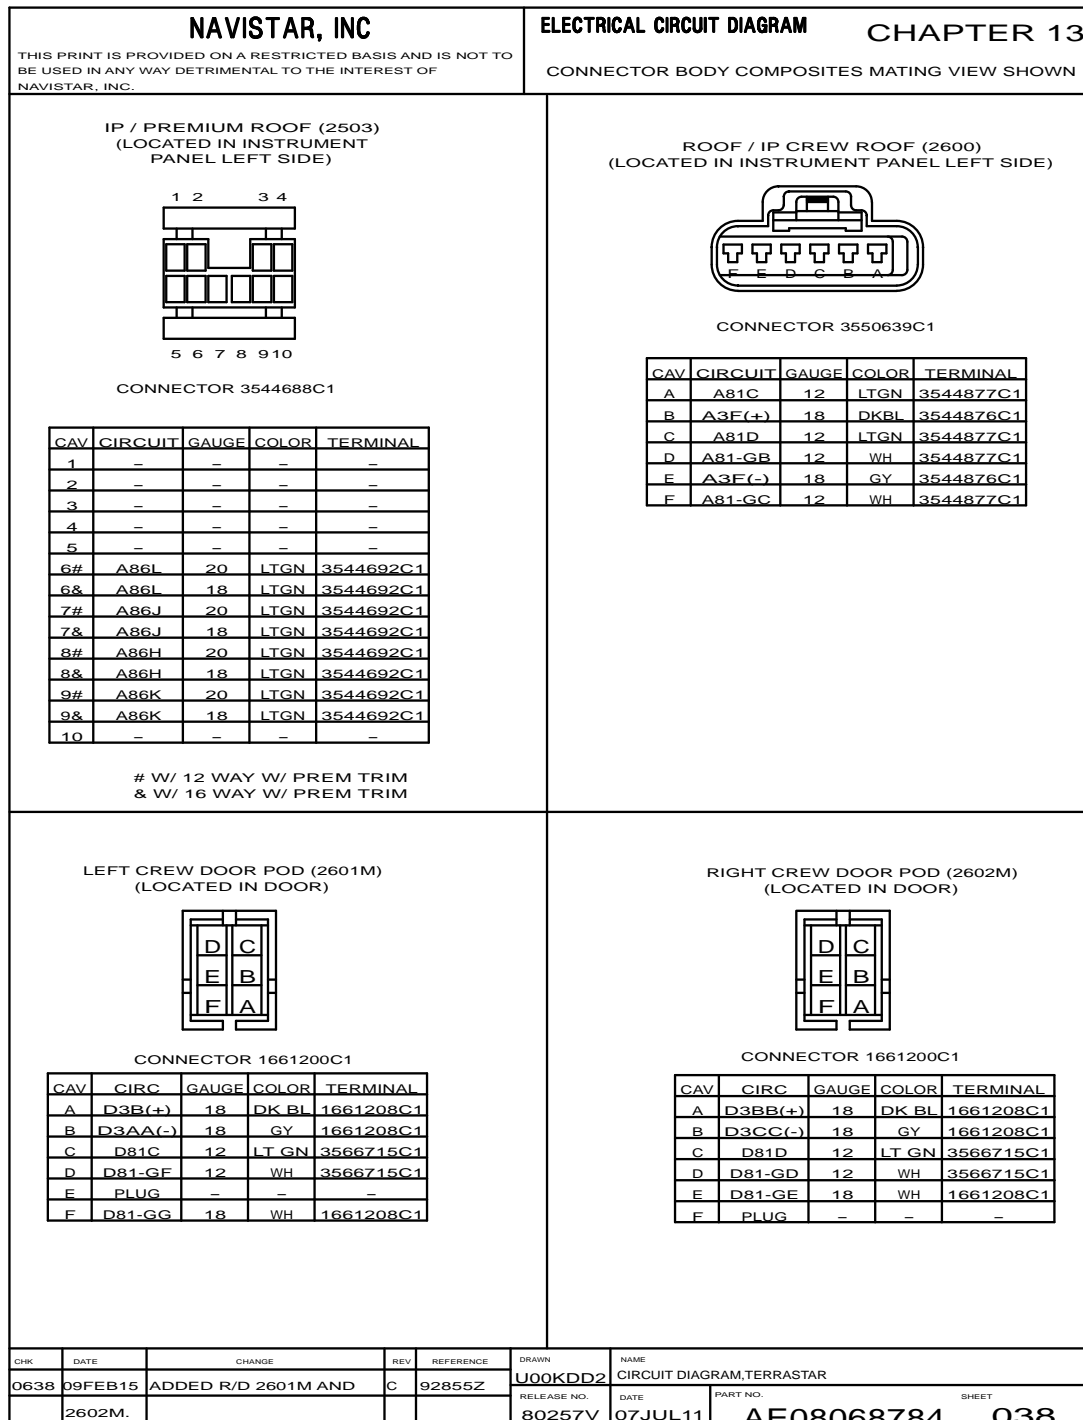 NAVISTAR, INC
THIS PRINT IS PROVIDED ON A RESTRICTED BASIS AND IS NOT TO
BE USED IN ANY WAY DETRIMENTAL TO THE INTEREST OF
NAVISTAR, INC.
ELECTRICAL CIRCUIT DIAGRAM CHAPTER 13
CONNECTOR BODY COMPOSITES MATING VIEW SHOWN
IP / PREMIUM ROOF (2503)
(LOCATED IN INSTRUMENT
PANEL LEFT SIDE)
1 2 3 4
5 6 7 8 9 10
CONNECTOR 3544688C1
CAV CIRCUIT GAUGE COLOR TERMINAL
1 – – – –
2 – – – –
3 – – – –
4 – – – –
5 – – – –
6# A86L 20 LTGN 3544692C1
6& A86L 18 LTGN 3544692C1
7# A86J 20 LTGN 3544692C1
7& A86J 18 LTGN 3544692C1
8# A86H 20 LTGN 3544692C1
8& A86H 18 LTGN 3544692C1
9# A86K 20 LTGN 3544692C1
9& A86K 18 LTGN 3544692C1
10 – – – –
# W/ 12 WAY W/ PREM TRIM
& W/ 16 WAY W/ PREM TRIM
ROOF / IP CREW ROOF (2600)
(LOCATED IN INSTRUMENT PANEL LEFT SIDE)
F E D C B A
CONNECTOR 3550639C1
CAV CIRCUIT GAUGE COLOR TERMINAL
A A81C 12 LTGN 3544877C1
B A3F(+) 18 DKBL 3544876C1
C A81D 12 LTGN 3544877C1
D A81-GB 12 WH 3544877C1
E A3F(-) 18 GY 3544876C1
F A81-GC 12 WH 3544877C1
LEFT CREW DOOR POD (2601M)
(LOCATED IN DOOR)
D C
E B
F A
CONNECTOR 1661200C1
CAV CIRC GAUGE COLOR TERMINAL
A D3B(+) 18 DK BL 1661208C1
B D3AA(-) 18 GY 1661208C1
C D81C 12 LT GN 3566715C1
D D81-GF 12 WH 3566715C1
E PLUG – – –
F D81-GG 18 WH 1661208C1
RIGHT CREW DOOR POD (2602M)
(LOCATED IN DOOR)
D C
E B
F A
CONNECTOR 1661200C1
CAV CIRC GAUGE COLOR TERMINAL
A D3BB(+) 18 DK BL 1661208C1
B D3CC(-) 18 GY 1661208C1
C D81D 12 LT GN 3566715C1
D D81-GD 12 WH 3566715C1
E D81-GE 18 WH 1661208C1
F PLUG – – –
CHK DATE CHANGE REV REFERENCE
0638 09FEB15 ADDED R/D 2601M AND C 92855Z
2602M.
DRAWN
U00KDD2
NAME
CIRCUIT DIAGRAM,TERRASTAR
RELEASE NO.
80257V
DATE
07JUL11
PART NO.
AE08068784
SHEET
038